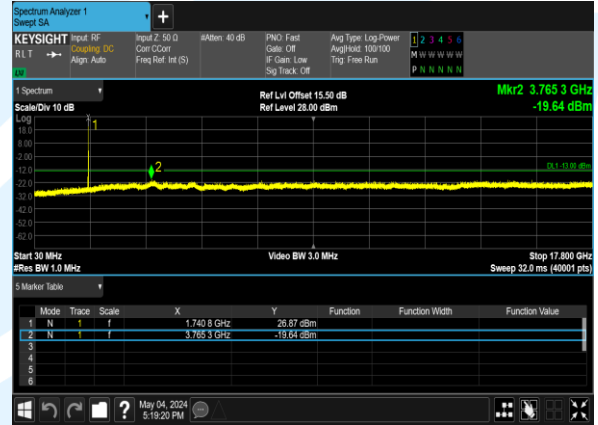 Spectrum Analyzer 1
Swept SA
+
KEYSIGHT Input: RF Input Z: 50 Ω #Atten: 40 dB PNO: Fast Avg Type: Log-Power 1 2 3 4 5 6
RLT Coupling: DC Corr CCorr Gate: Off Avg|Hold: 100/100 M W W W W W
Align: Auto Freq Ref: Int (S) IF Gain: Low Trig: Free Run
Sig Track: Off P N N N N N
LW
1 Spectrum Ref Lvl Offset 15.50 dB Mkr2 3.765 3 GHz
Scale/Div 10 dB Ref Level 28.00 dBm -19.64 dBm
Log
1
18.0
8.00
-2.00
-12.0
DL1 -13.00 dBm
2
-22.0
-32.0
-42.0
-52.0
-62.0
Start 30 MHz Video BW 3.0 MHz Stop 17.800 GHz
#Res BW 1.0 MHz Sweep 32.0 ms (40001 pts)
5 Marker Table
Mode Trace Scale X Y Function Function Width Function Value
1 N 1 f 1.740 8 GHz 26.87 dBm
2 N 1 f 3.765 3 GHz -19.64 dBm
3
4
5
6
? May 04, 2024
5:19:20 PM